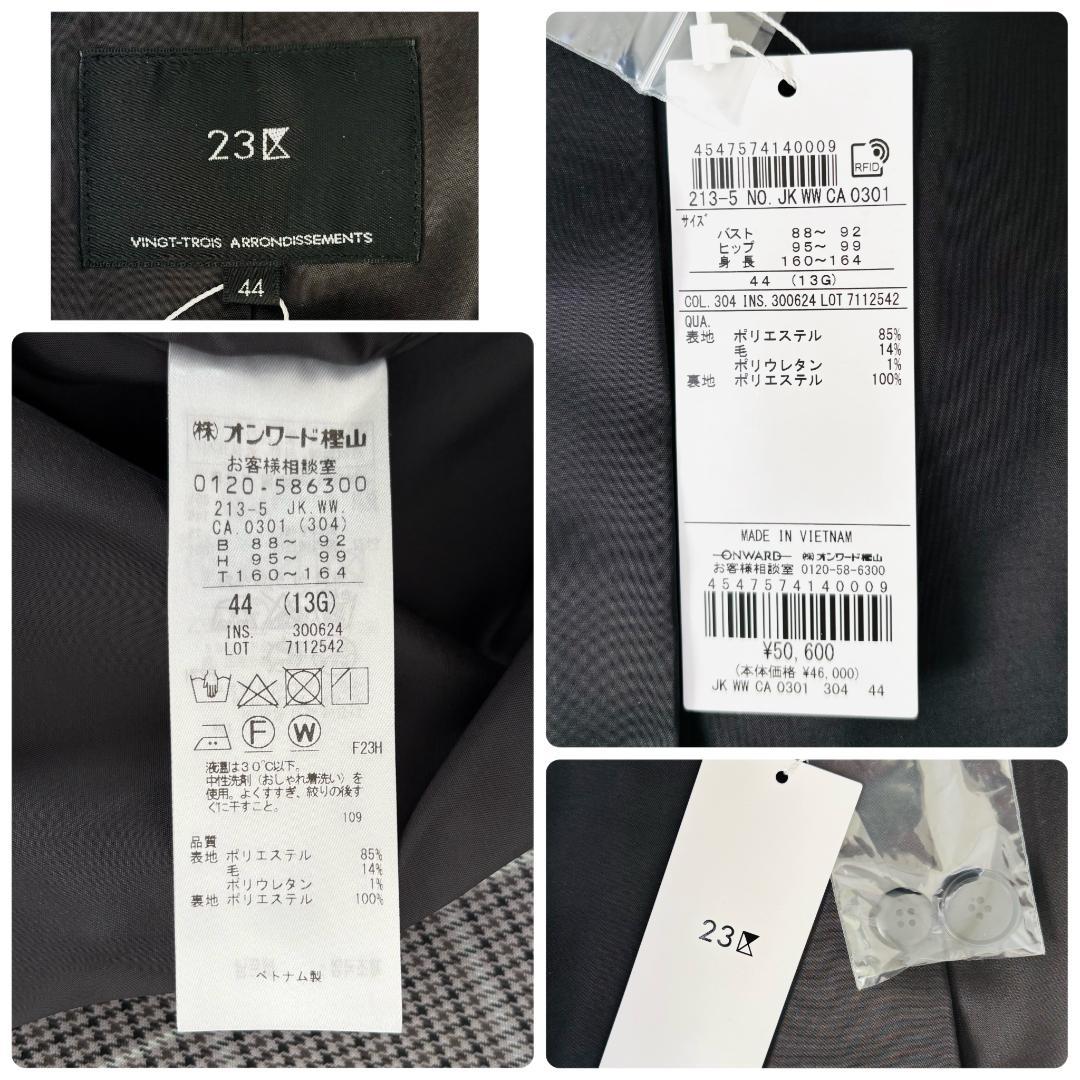 23区
VINGT-TROIS ARRONDISSEMENTS
44
4547574140009
RFID
213-5 NO. JK WW CA 0301
サイズ
バスト 88〜 92
ヒップ 95〜 99
身 長 160〜164
44 (13G)
COL. 304 INS. 300624 LOT 7112542
QUA.
表地 ポリエステル 85%
毛 14%
ポリウレタン 1%
裏地 ポリエステル 100%
MADE IN VIETNAM
ONWARD ㈱オンワード樫山
お客様相談室 0120-58-6300
4547574140009
¥50,600
(本体価格 ¥46,000)
JK WW CA 0301 304 44
㈱オンワード樫山
お客様相談室
0120-586300
213-5 JK.WW.
CA.0301 (304)
B 88〜 92
H 95〜 99
T160〜164
44 (13G)
INS. 300624
LOT 7112542
F W
F23H
液温は30℃以下。
中性洗剤（おしゃれ着洗い）を
使用。よくすすぎ、絞りの後す
ぐに干すこと。
109
品質
表地 ポリエステル 85%
毛 14%
ポリウレタン 1%
裏地 ポリエステル 100%
ベトナム製
23区